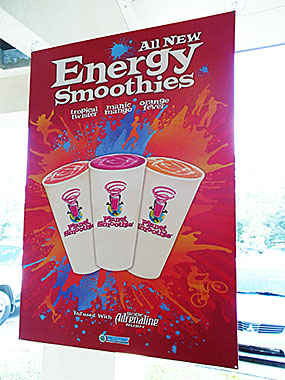 All New
Energy
Smoothies
tropical twister
manic mango
orange fever
Planet Smoothie
Planet Smoothie
Planet Smoothie
Infused With
Adrenaline